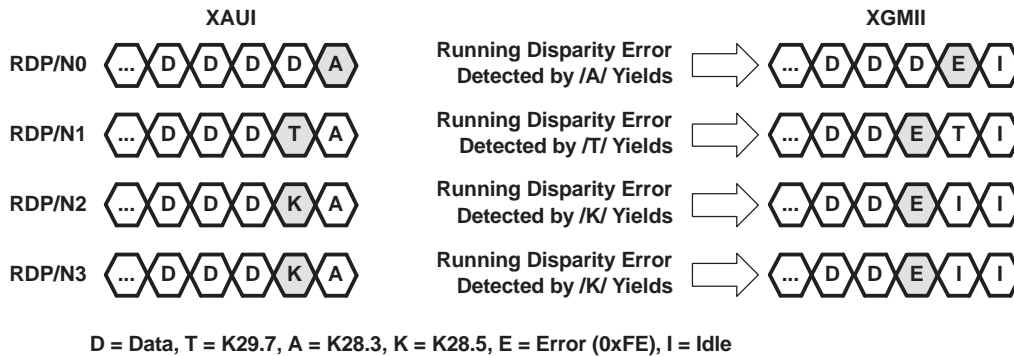 XAUI XGMII
RDP/N0 ... D D D D A Running Disparity Error Detected by /A/ Yields ... D D D E I
RDP/N1 ... D D D T A Running Disparity Error Detected by /T/ Yields ... D D E T I
RDP/N2 ... D D D K A Running Disparity Error Detected by /K/ Yields ... D D E I I
RDP/N3 ... D D D K A Running Disparity Error Detected by /K/ Yields ... D D E I I
D = Data, T = K29.7, A = K28.3, K = K28.5, E = Error (0xFE), I = Idle